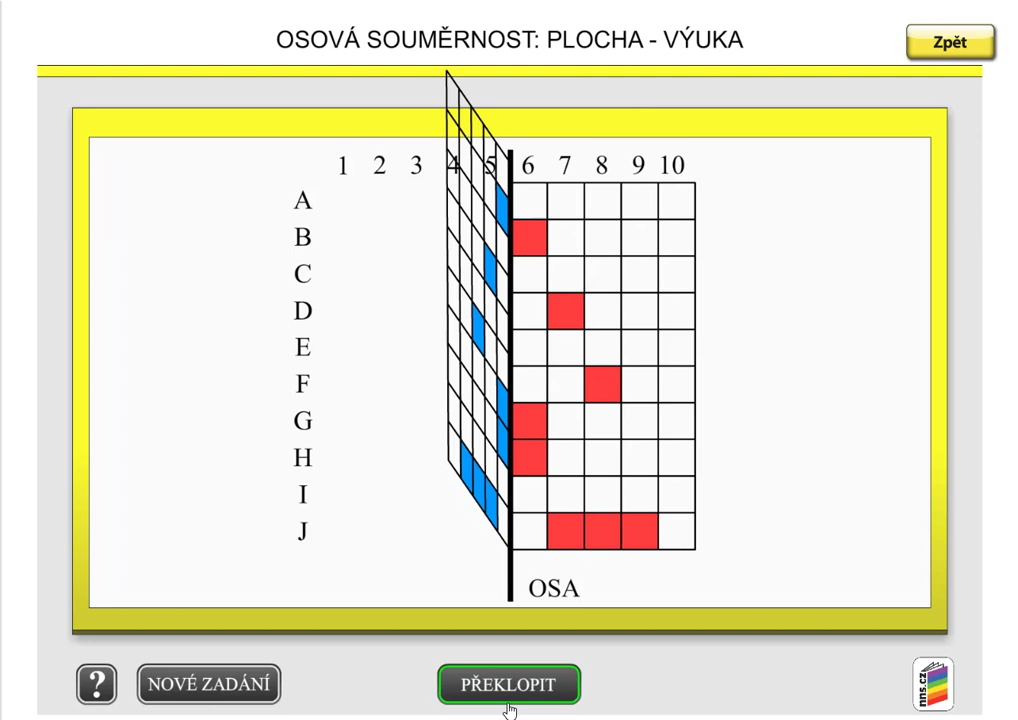 OSOVÁ SOUMĚRNOST: PLOCHA - VÝUKA
Zpět
1 2 3 4 5 6 7 8 9 10
A
B
C
D
E
F
G
H
I
J
OSA
?
NOVÉ ZADÁNÍ
PŘEKLOPIT
nns.cz